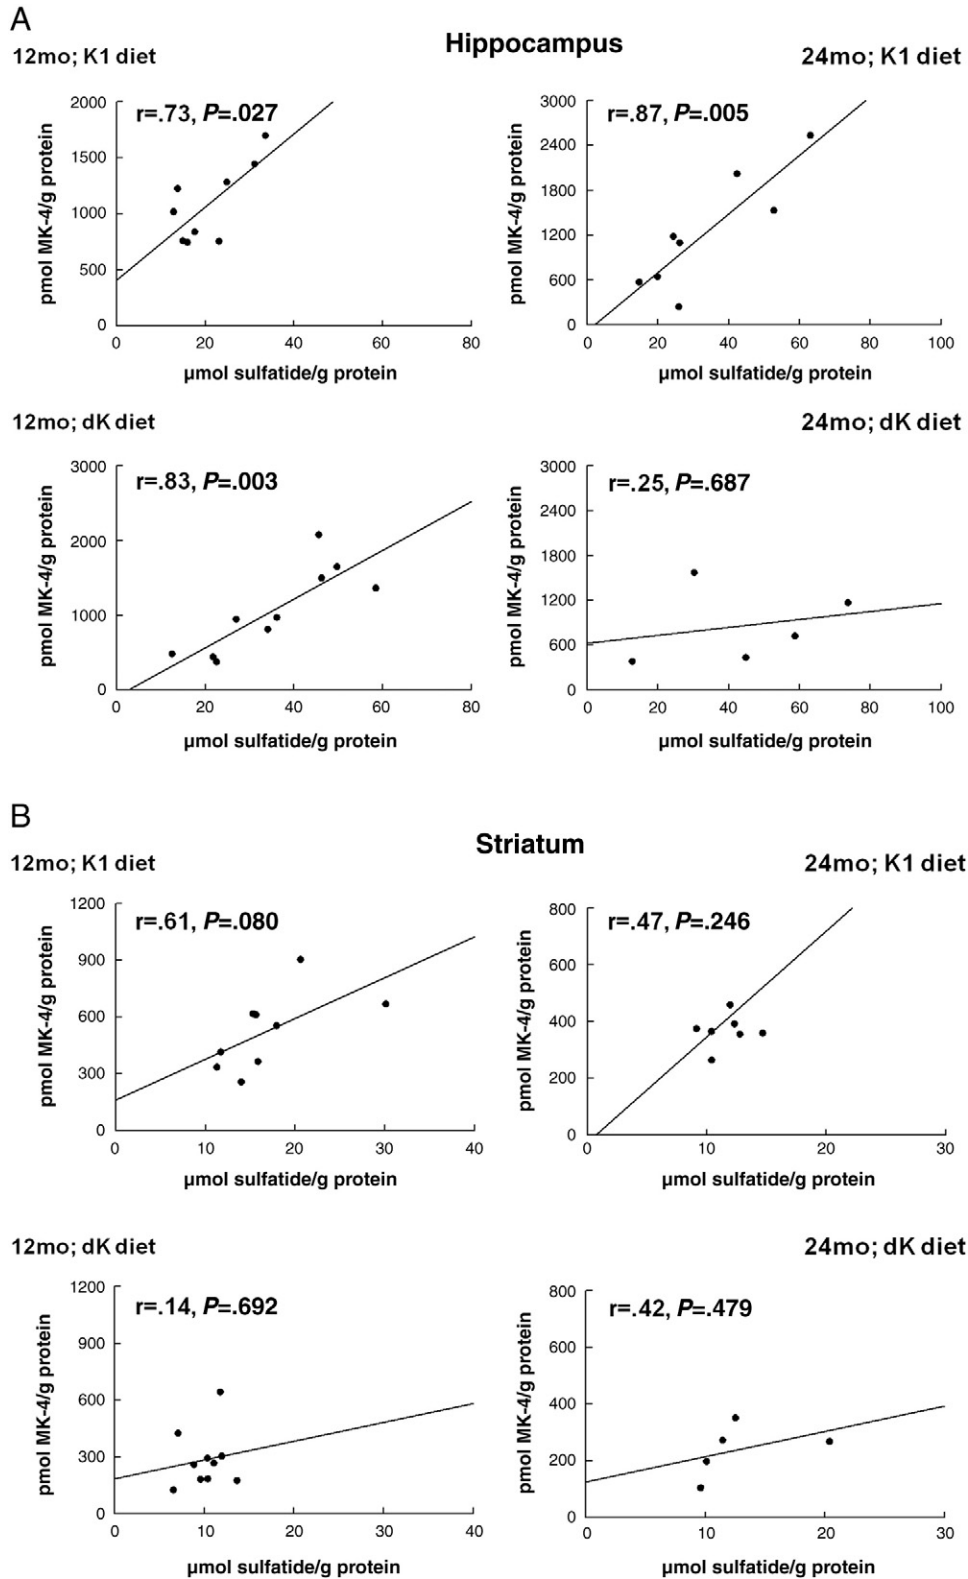 A
Hippocampus
12mo; K1 diet
24mo; K1 diet
r=.73, P=.027
pmol MK-4/g protein
2000
1500
1000
500
0
0 20 40 60 80
µmol sulfatide/g protein
r=.87, P=.005
pmol MK-4/g protein
3000
2400
1800
1200
600
0
0 20 40 60 80 100
µmol sulfatide/g protein
12mo; dK diet
24mo; dK diet
r=.83, P=.003
pmol MK-4/g protein
3000
2000
1000
0
0 20 40 60 80
µmol sulfatide/g protein
r=.25, P=.687
pmol MK-4/g protein
3000
2400
1800
1200
600
0
0 20 40 60 80 100
µmol sulfatide/g protein
B
Striatum
12mo; K1 diet
24mo; K1 diet
r=.61, P=.080
pmol MK-4/g protein
1200
900
600
300
0
0 10 20 30 40
µmol sulfatide/g protein
r=.47, P=.246
pmol MK-4/g protein
800
600
400
200
0
0 10 20 30
µmol sulfatide/g protein
12mo; dK diet
24mo; dK diet
r=.14, P=.692
pmol MK-4/g protein
1200
900
600
300
0
0 10 20 30 40
µmol sulfatide/g protein
r=.42, P=.479
pmol MK-4/g protein
800
600
400
200
0
0 10 20 30
µmol sulfatide/g protein